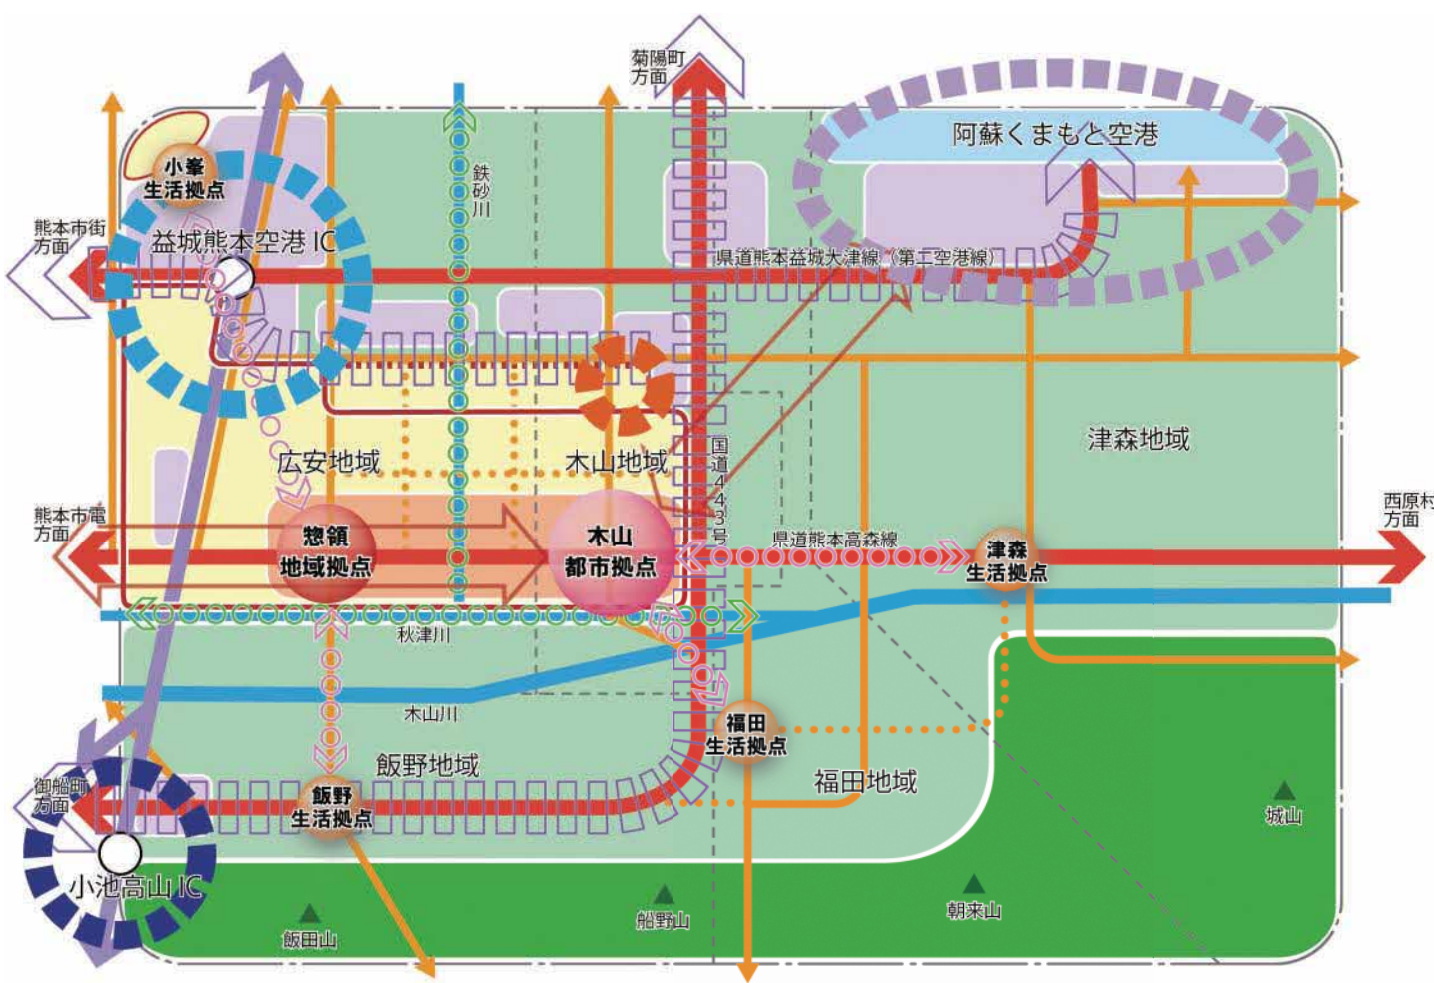 菊陽町
方面
阿蘇くまもと空港
小峯
生活拠点
鉄砂川
熊本市街
方面
益城熊本空港 IC
県道熊本益城大津線（第二空港線）
津森地域
広安地域
木山地域
国道443号
西原村
方面
熊本市電
方面
惣領
地域拠点
木山
都市拠点
県道熊本高森線
津森
生活拠点
秋津川
木山川
福田
生活拠点
飯野地域
福田地域
御船町
方面
飯野
生活拠点
城山
小池高山 IC
飯田山
船野山
朝来山